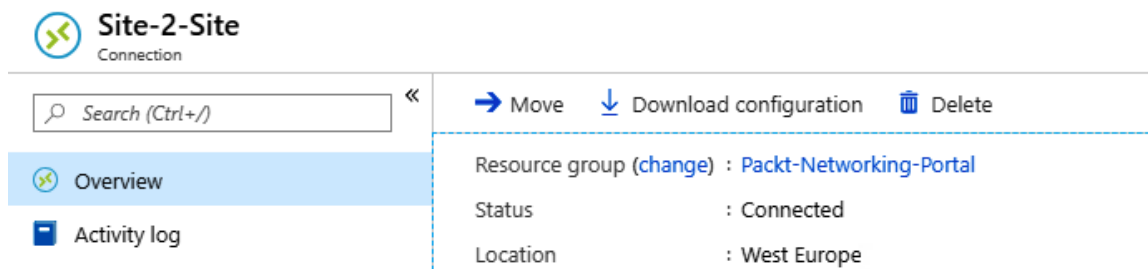 Site-2-Site
Connection
Search (Ctrl+/)
«
Overview
Activity log
Move
Download configuration
Delete
Resource group (change) : Packt-Networking-Portal
Status : Connected
Location : West Europe